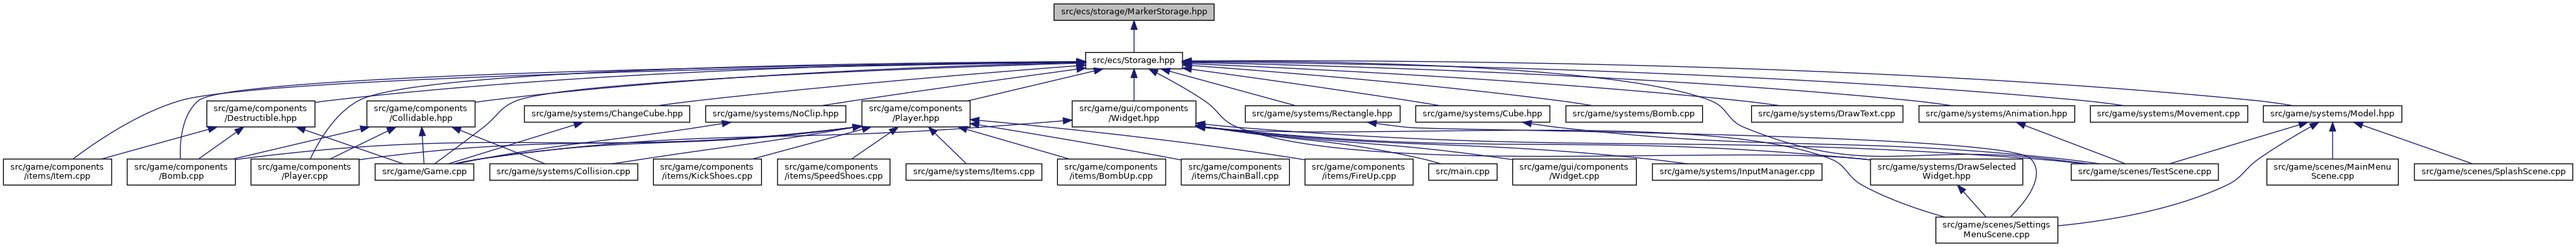 src/ecs/storage/MarkerStorage.hpp
src/ecs/Storage.hpp
src/game/components
/Destructible.hpp
src/game/components
/Collidable.hpp
src/game/systems/ChangeCube.hpp
src/game/systems/NoClip.hpp
src/game/components
/Player.hpp
src/game/gui/components
/Widget.hpp
src/game/systems/Rectangle.hpp
src/game/systems/Cube.hpp
src/game/systems/Bomb.cpp
src/game/systems/DrawText.cpp
src/game/systems/Animation.hpp
src/game/systems/Movement.cpp
src/game/systems/Model.hpp
src/game/components
/items/Item.cpp
src/game/components
/Bomb.cpp
src/game/components
/Player.cpp
src/game/Game.cpp
src/game/systems/Collision.cpp
src/game/components
/items/KickShoes.cpp
src/game/components
/items/SpeedShoes.cpp
src/game/systems/Items.cpp
src/game/components
/items/BombUp.cpp
src/game/components
/items/ChainBall.cpp
src/game/components
/items/FireUp.cpp
src/main.cpp
src/game/gui/components
/Widget.cpp
src/game/systems/InputManager.cpp
src/game/systems/DrawSelected
Widget.hpp
src/game/scenes/TestScene.cpp
src/game/scenes/MainMenu
Scene.cpp
src/game/scenes/SplashScene.cpp
src/game/scenes/Settings
MenuScene.cpp